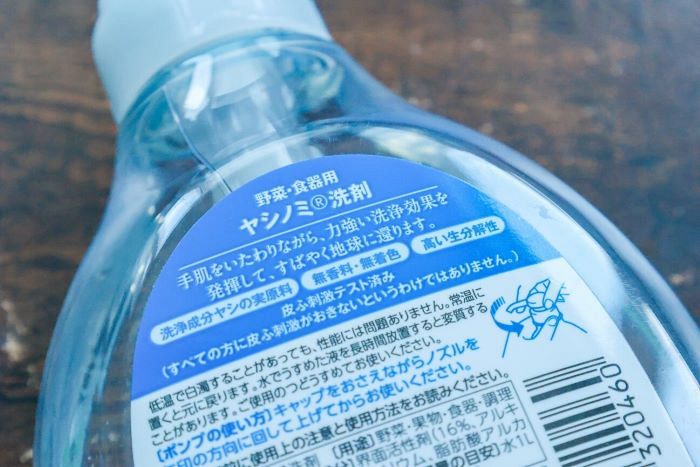 野菜・食器用
ヤシノミ®洗剤
手肌をいたわりながら、力強い洗浄効果を
発揮して、すばやく地球に還ります。
洗浄成分ヤシの実原料 無香料・無着色 高い生分解性
皮ふ刺激テスト済み
(すべての方に皮ふ刺激がおきないというわけではありません。)
低温で白濁することがあっても、性能には問題ありません。常温に
置くと元に戻ります。水でうすめた液を長時間放置すると変質する
ことがあります。ご使用のつどうすめてお使いください。
【ポンプの使い方】キャップをおさえながらノズルを
印の方向に回して上げてからお使いください。
前に使用上の注意と使用方法をお読みください。
洗剤 【用途】野菜・果物・食器・調理
界面活性剤(16%、アルキ
リウム、脂肪酸アルカ
量の目安】水1L
320460